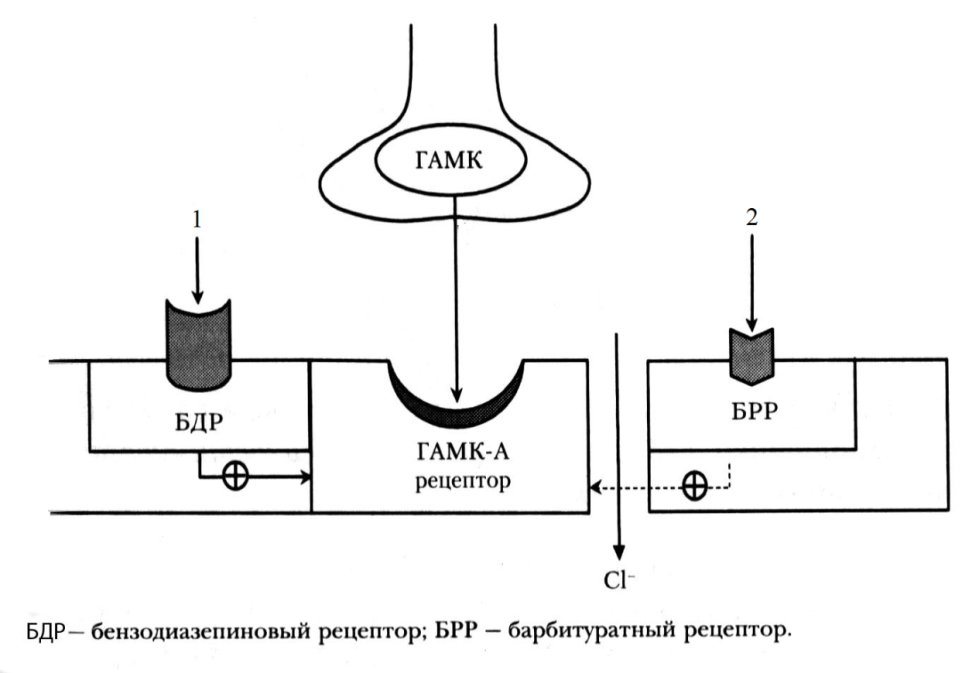 ГАМК
1
2
БДР
БРР
ГАМК-А
рецептор
Cl⁻
БДР – бензодиазепиновый рецептор; БРР – барбитуратный рецептор.